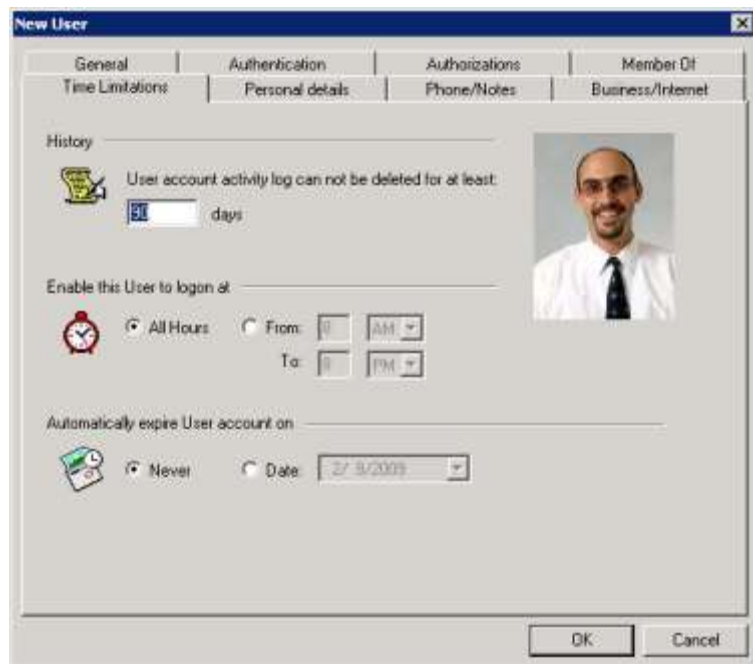 New User
General Authentication Authorizations Member Of
Time Limitations Personal details Phone/Notes Business/Internet
History
User account activity log can not be deleted for at least:
90 days
Enable this User to logon at
All Hours From: 8 AM
To: 8 PM
Automatically expire User account on
Never Date: 2/ 9/2009
OK Cancel